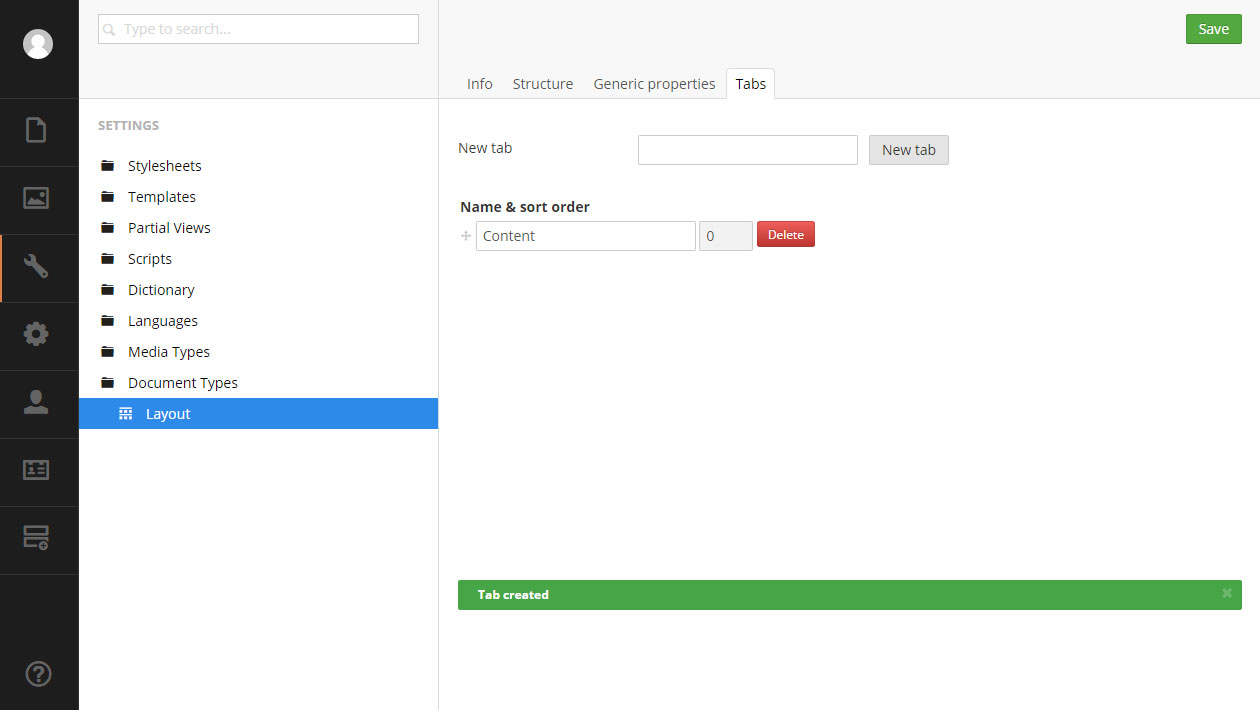 Type to search...
Save
Info Structure Generic properties Tabs
SETTINGS
Stylesheets
Templates
Partial Views
Scripts
Dictionary
Languages
Media Types
Document Types
Layout
New tab New tab
Name & sort order
Content 0 Delete
Tab created